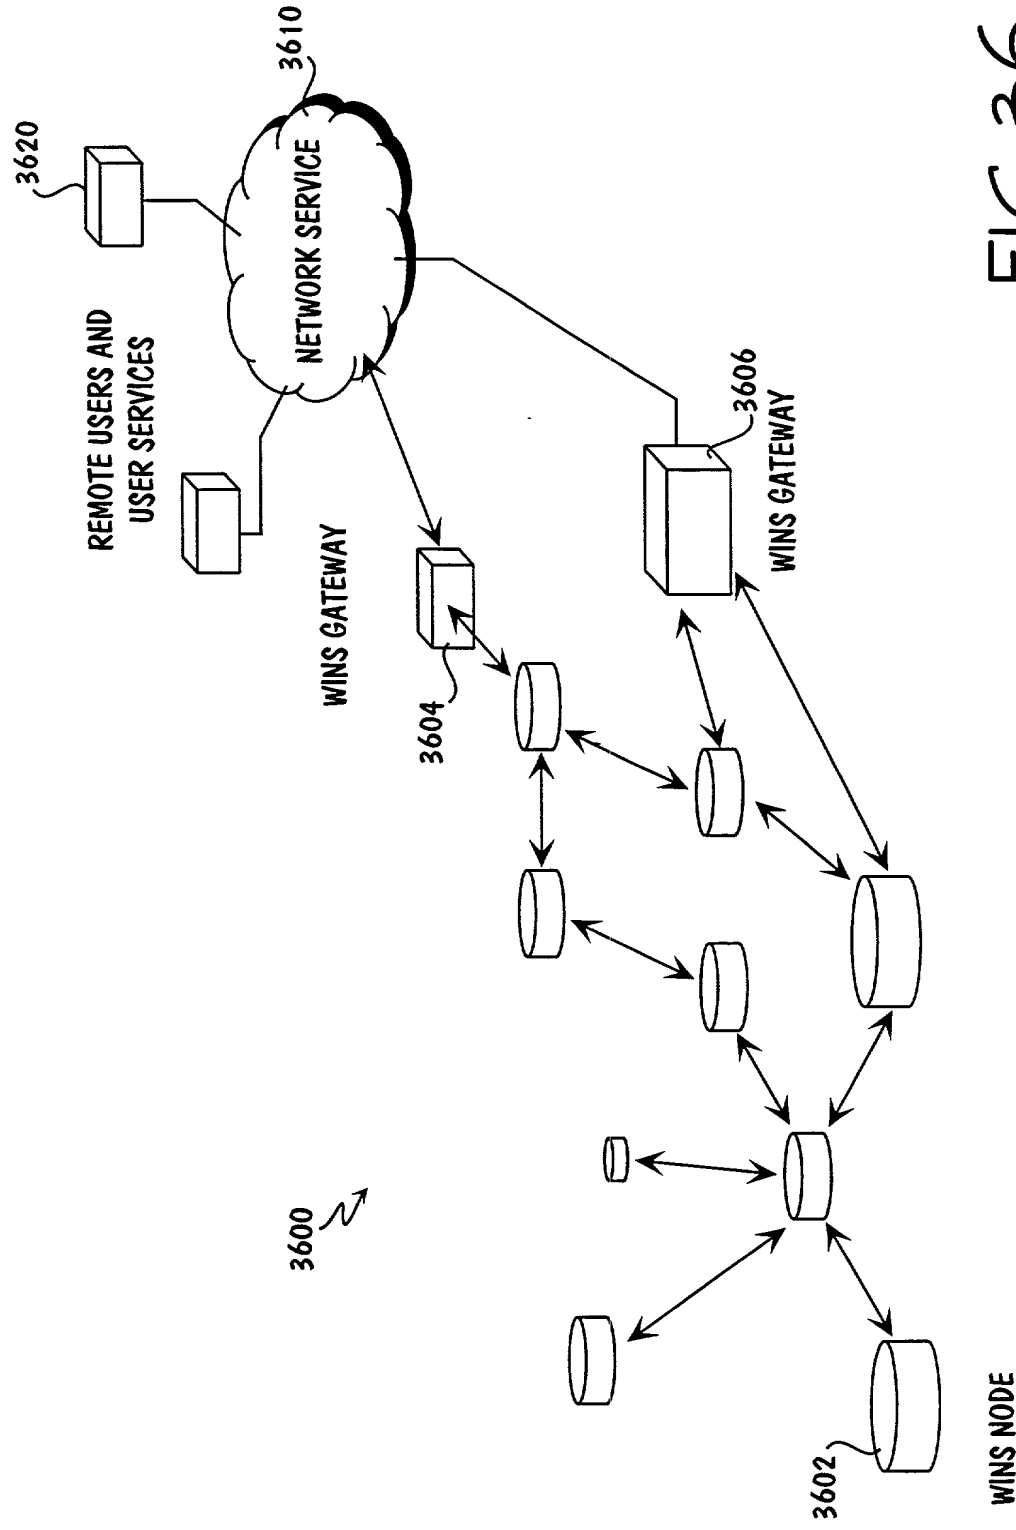 3620
3610
REMOTE USERS AND
USER SERVICES
NETWORK SERVICE
WINS GATEWAY
3604
3606
WINS GATEWAY
3600
3602
WINS NODE
FIG. 36